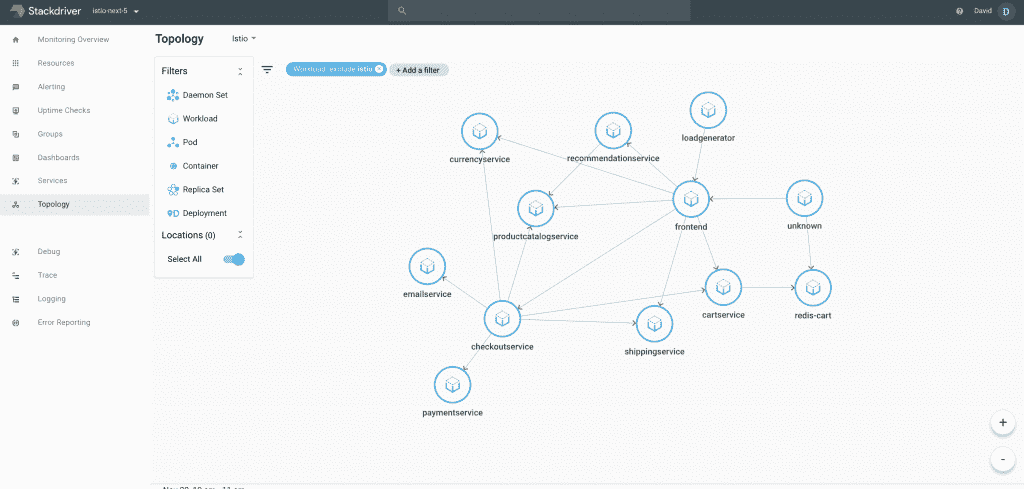 Stackdriver
istio-next-5
David
D
Monitoring Overview
Resources
Alerting
Uptime Checks
Groups
Dashboards
Services
Topology
Debug
Trace
Logging
Error Reporting
Topology
Istio
Filters
Daemon Set
Workload
Pod
Container
Replica Set
Deployment
Locations (0)
Select All
Workload: exclude istio
+ Add a filter
loadgenerator
currencyservice
recommendationservice
frontend
unknown
productcatalogservice
emailservice
cartservice
redis-cart
checkoutservice
shippingservice
paymentservice
+
-